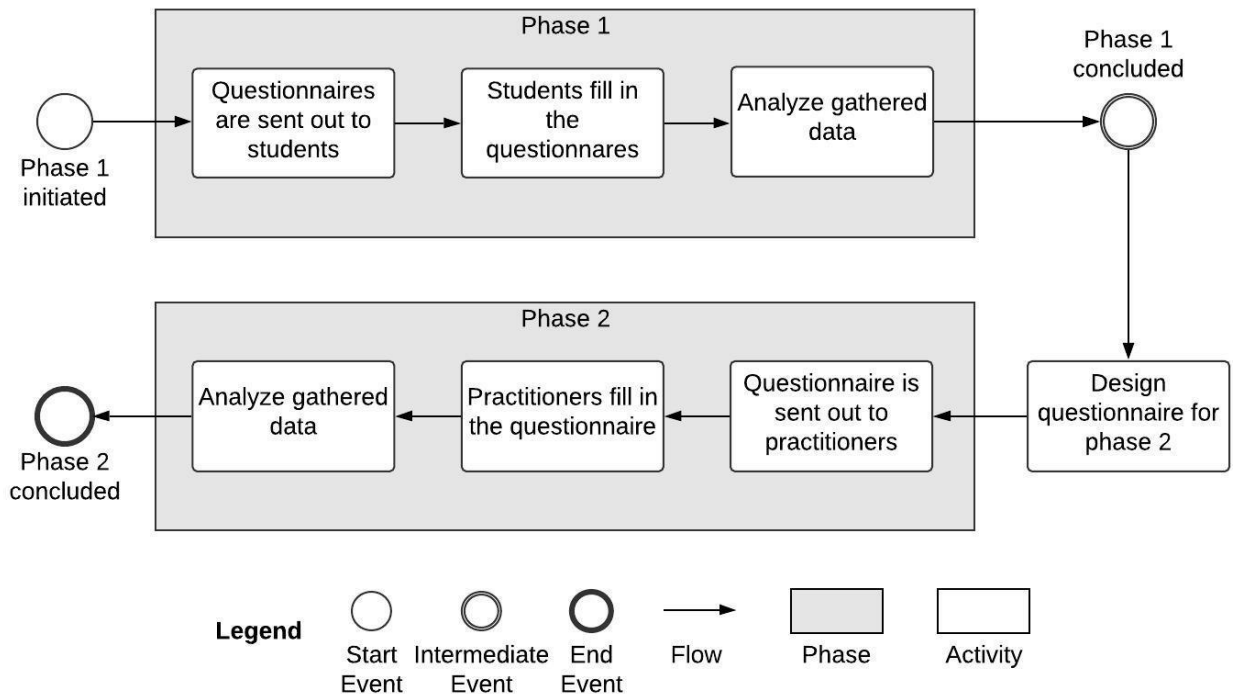 Phase 1
Phase 1
concluded
Questionnaires
are sent out to
students
Students fill in
the
questionnares
Analyze gathered
data
Phase 1
initiated
Phase 2
Analyze gathered
data
Practitioners fill in
the questionnaire
Questionnaire is
sent out to
practitioners
Design
questionnaire for
phase 2
Phase 2
concluded
Legend
Start
Event
Intermediate
Event
End
Event
Flow
Phase
Activity